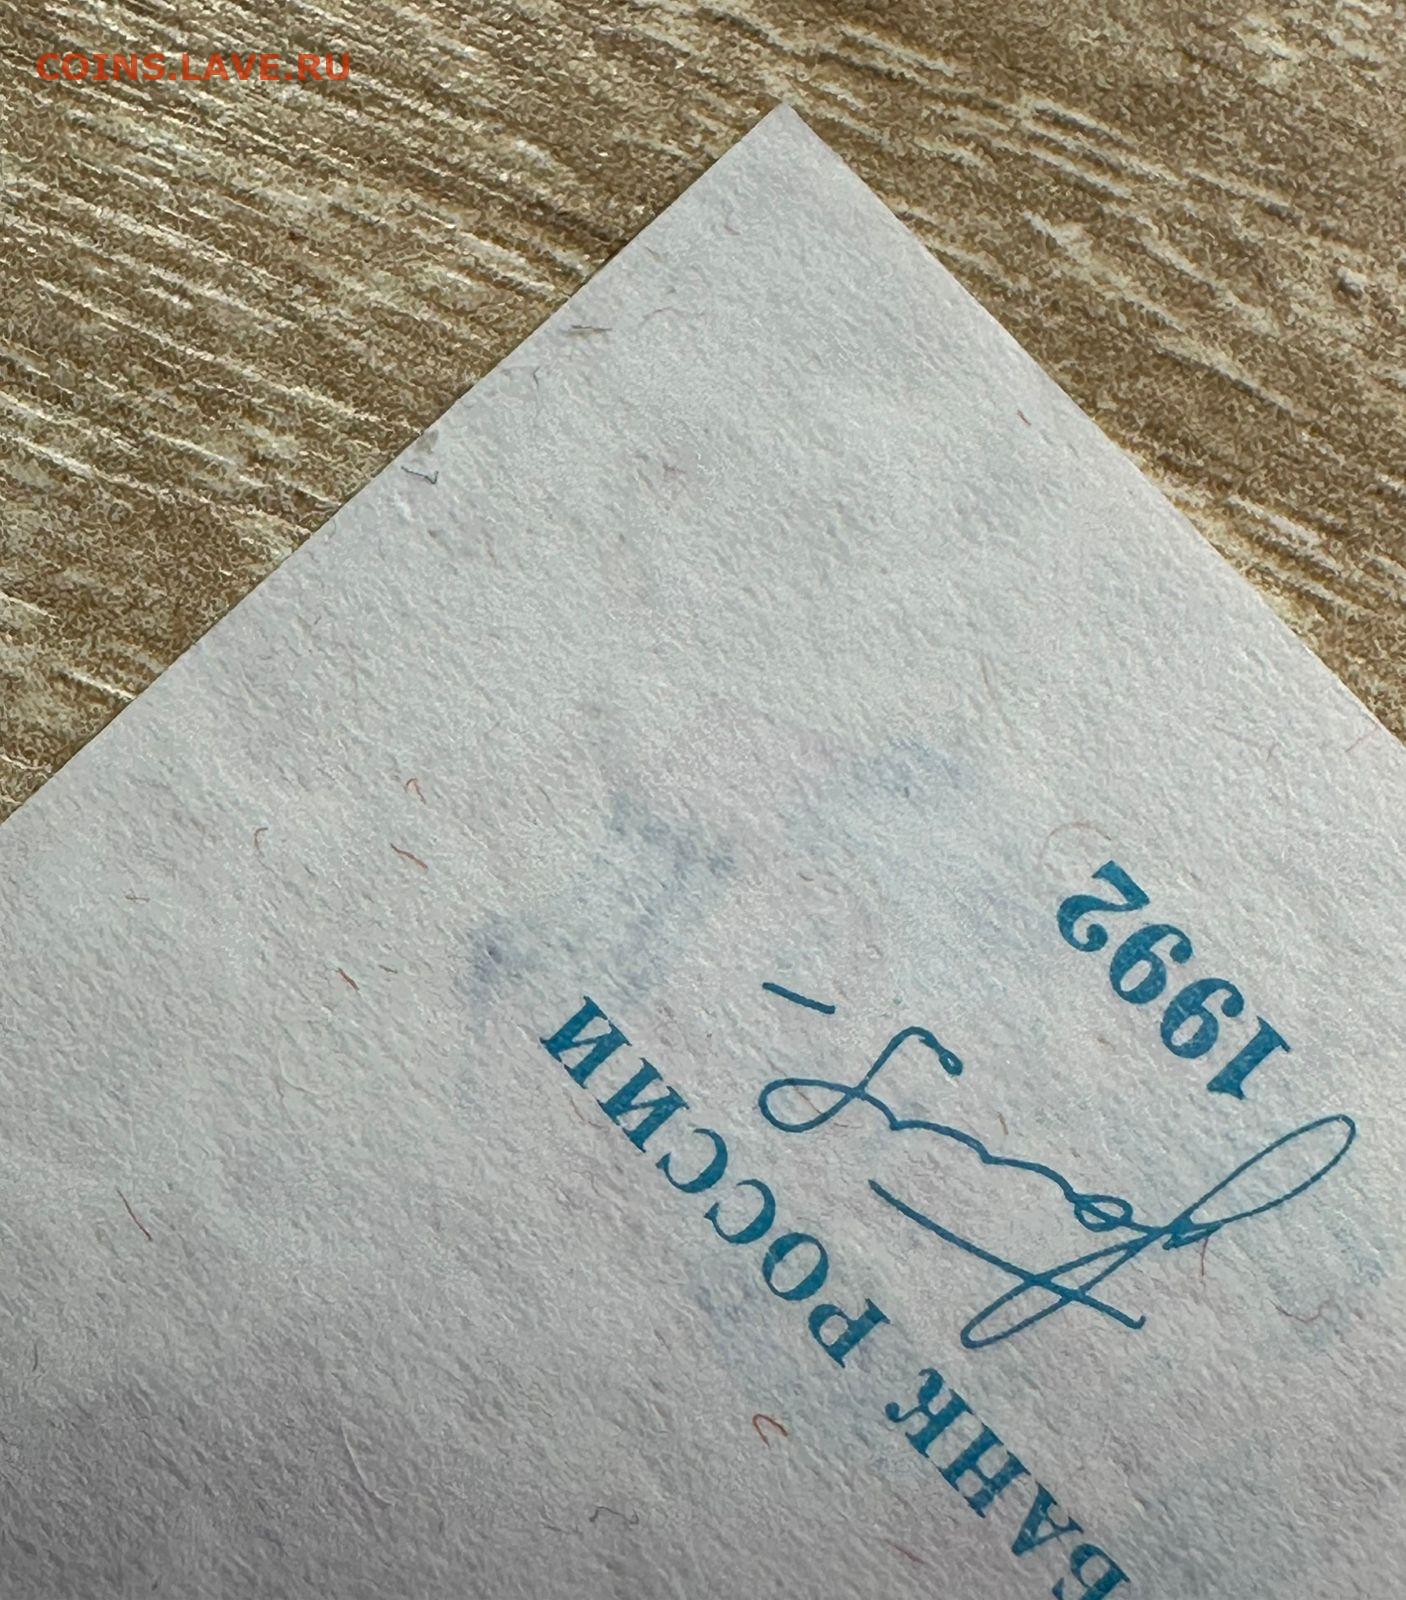 COINS.LAVE.RU
БАНК РОССИИ
1992